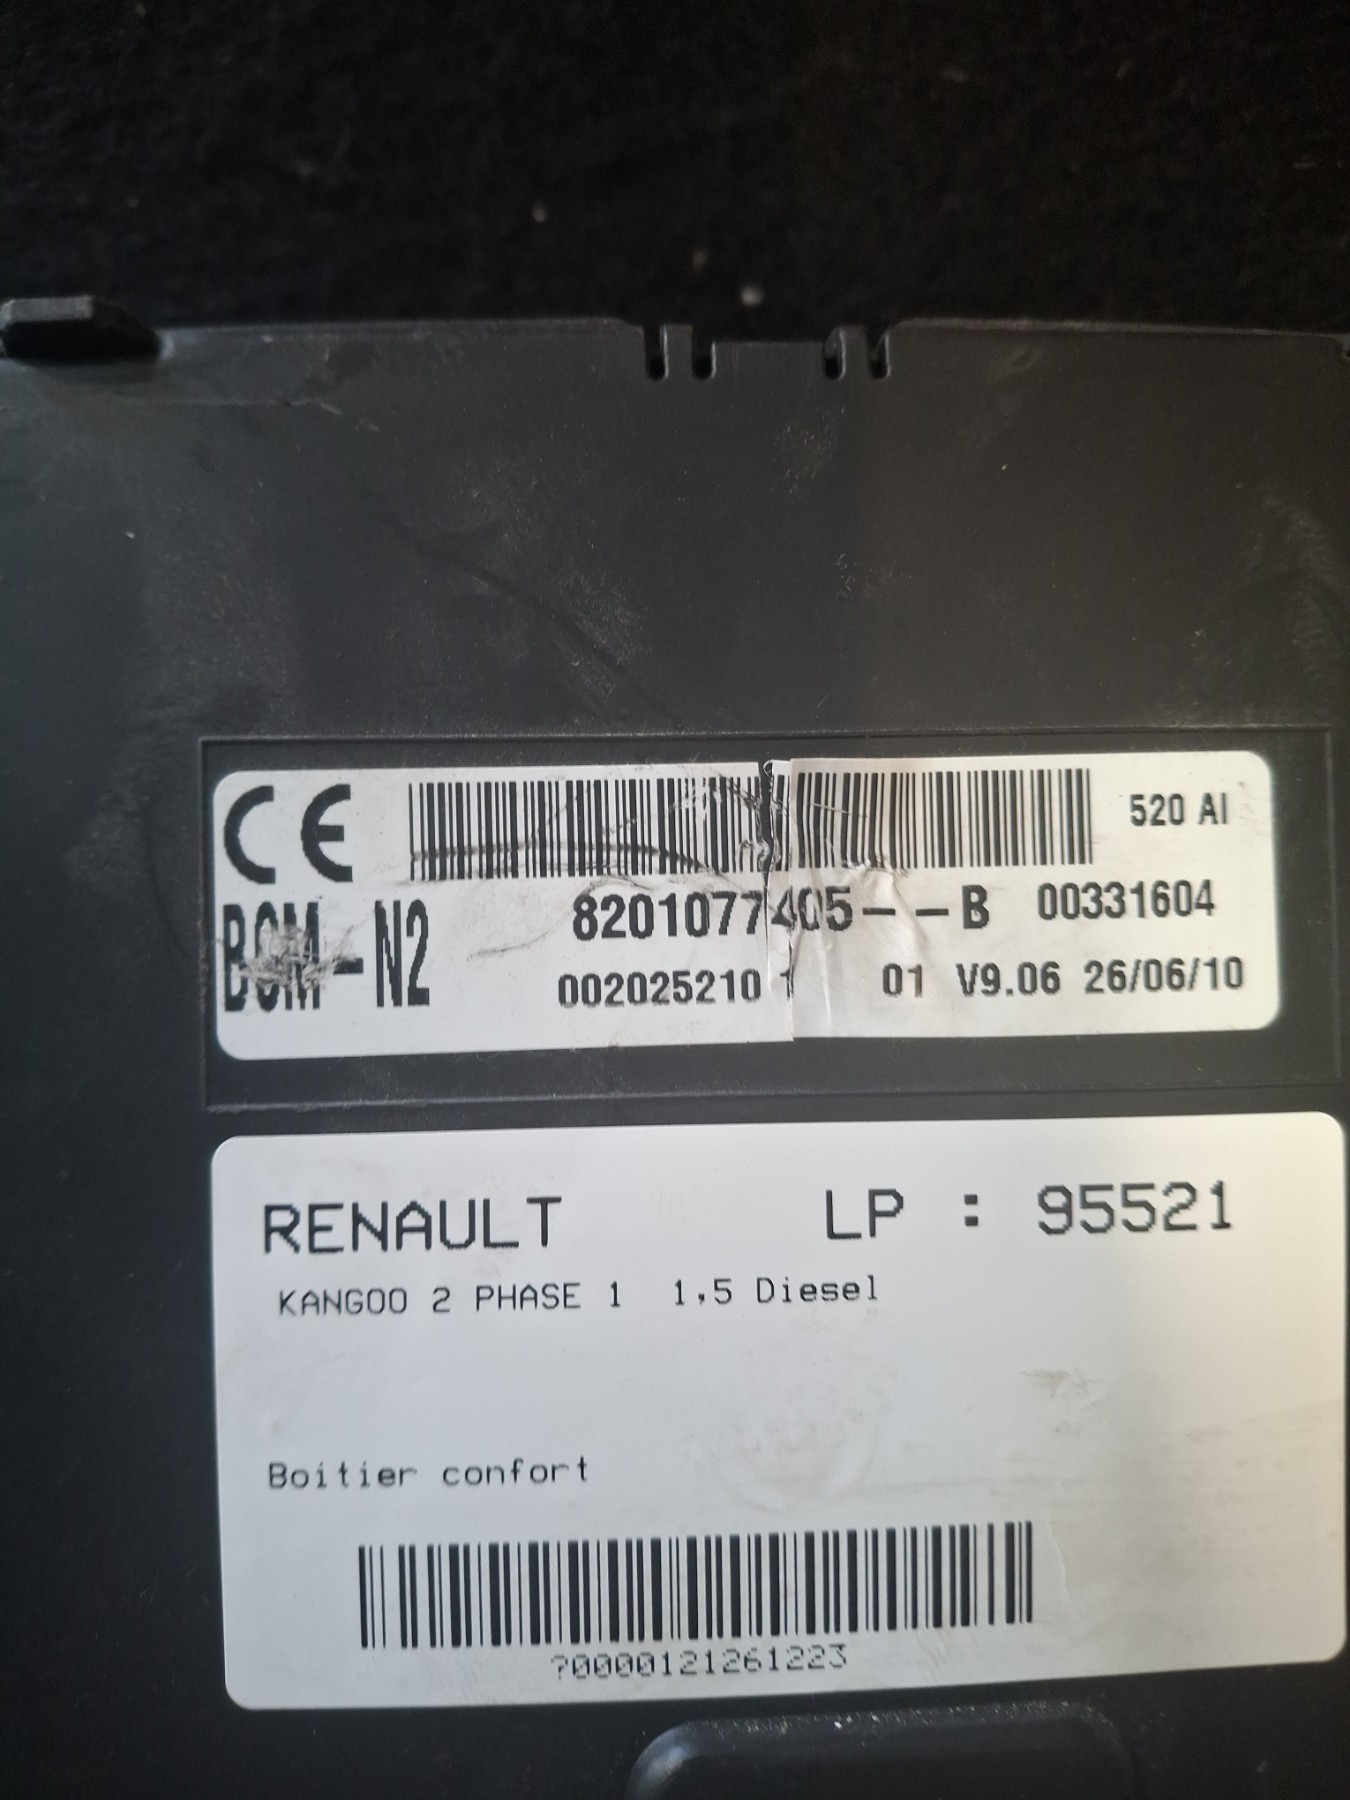 CE 520 AI
BCM-N2 8201077405--B 00331604
002025210 1 01 V9.06 26/06/10
RENAULT LP : 95521
KANGOO 2 PHASE 1 1,5 Diesel
Boitier confort
?0000121261223